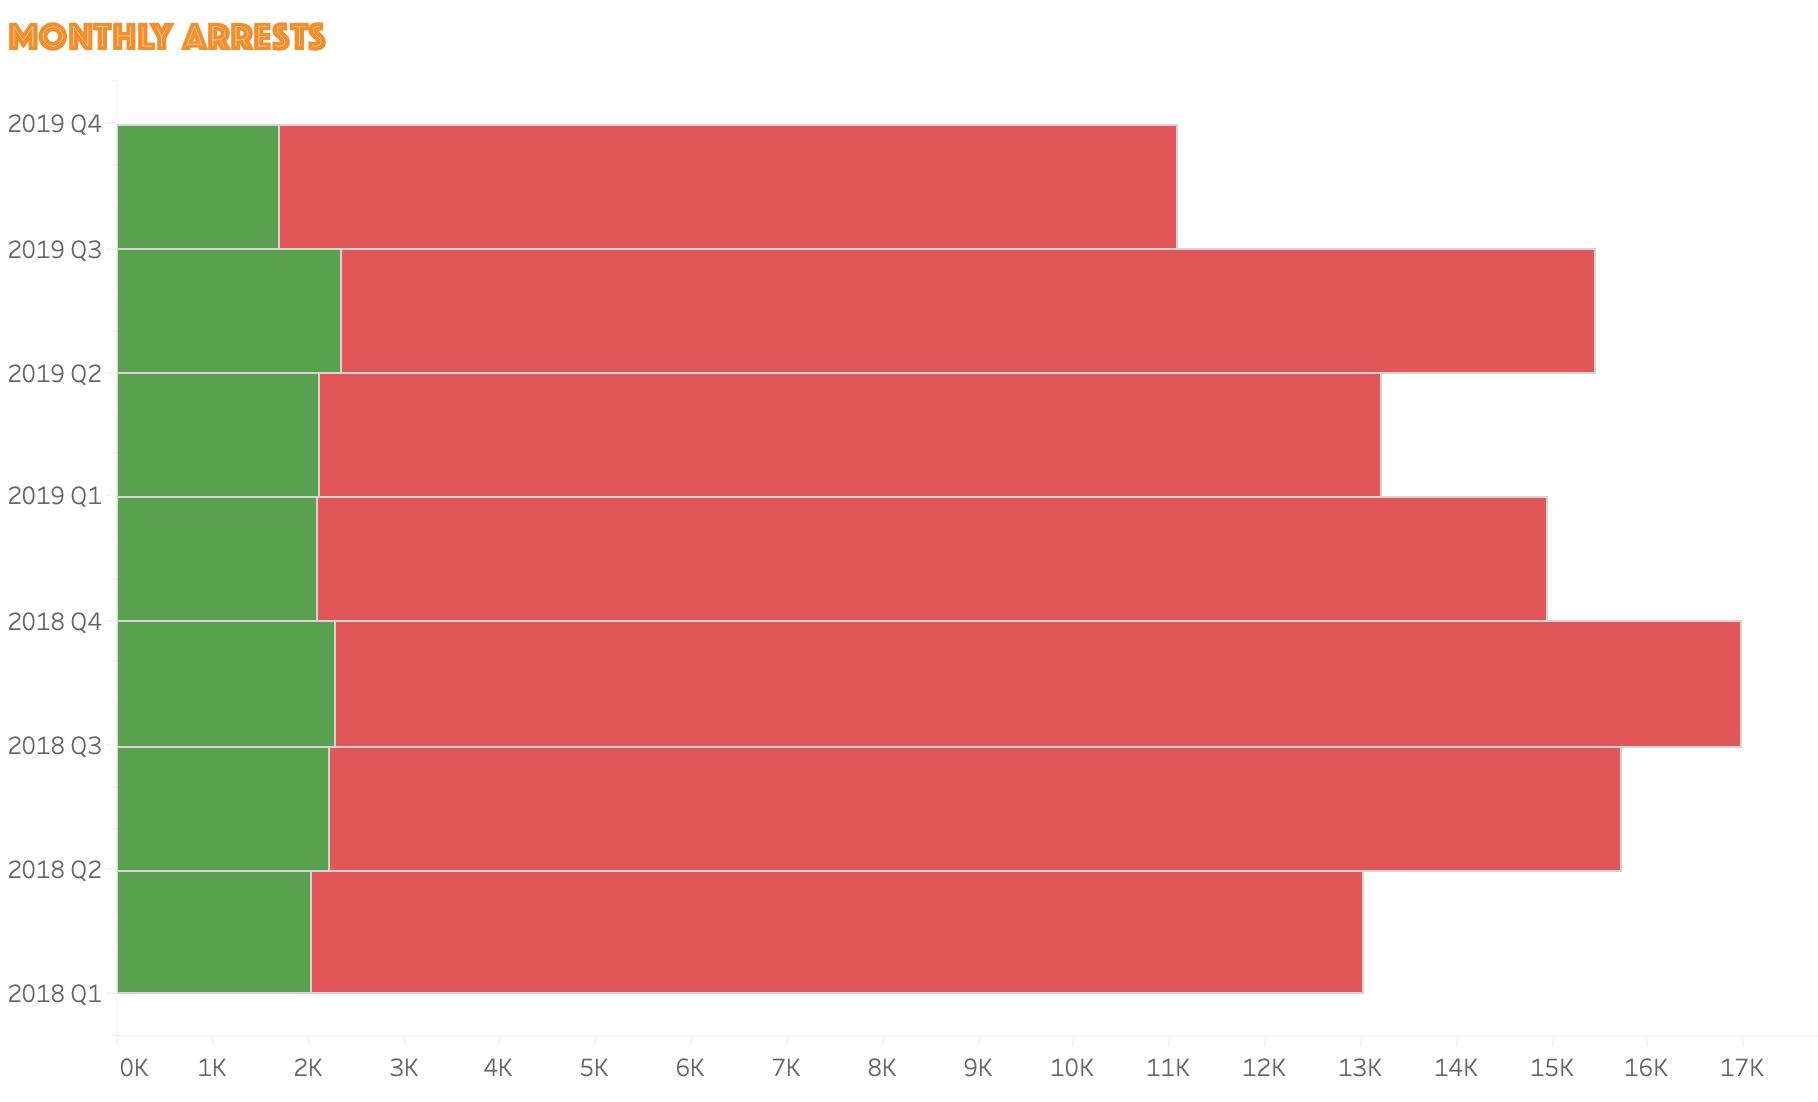 MONTHLY ARRESTS
2019 Q4
2019 Q3
2019 Q2
2019 Q1
2018 Q4
2018 Q3
2018 Q2
2018 Q1
0K 1K 2K 3K 4K 5K 6K 7K 8K 9K 10K 11K 12K 13K 14K 15K 16K 17K